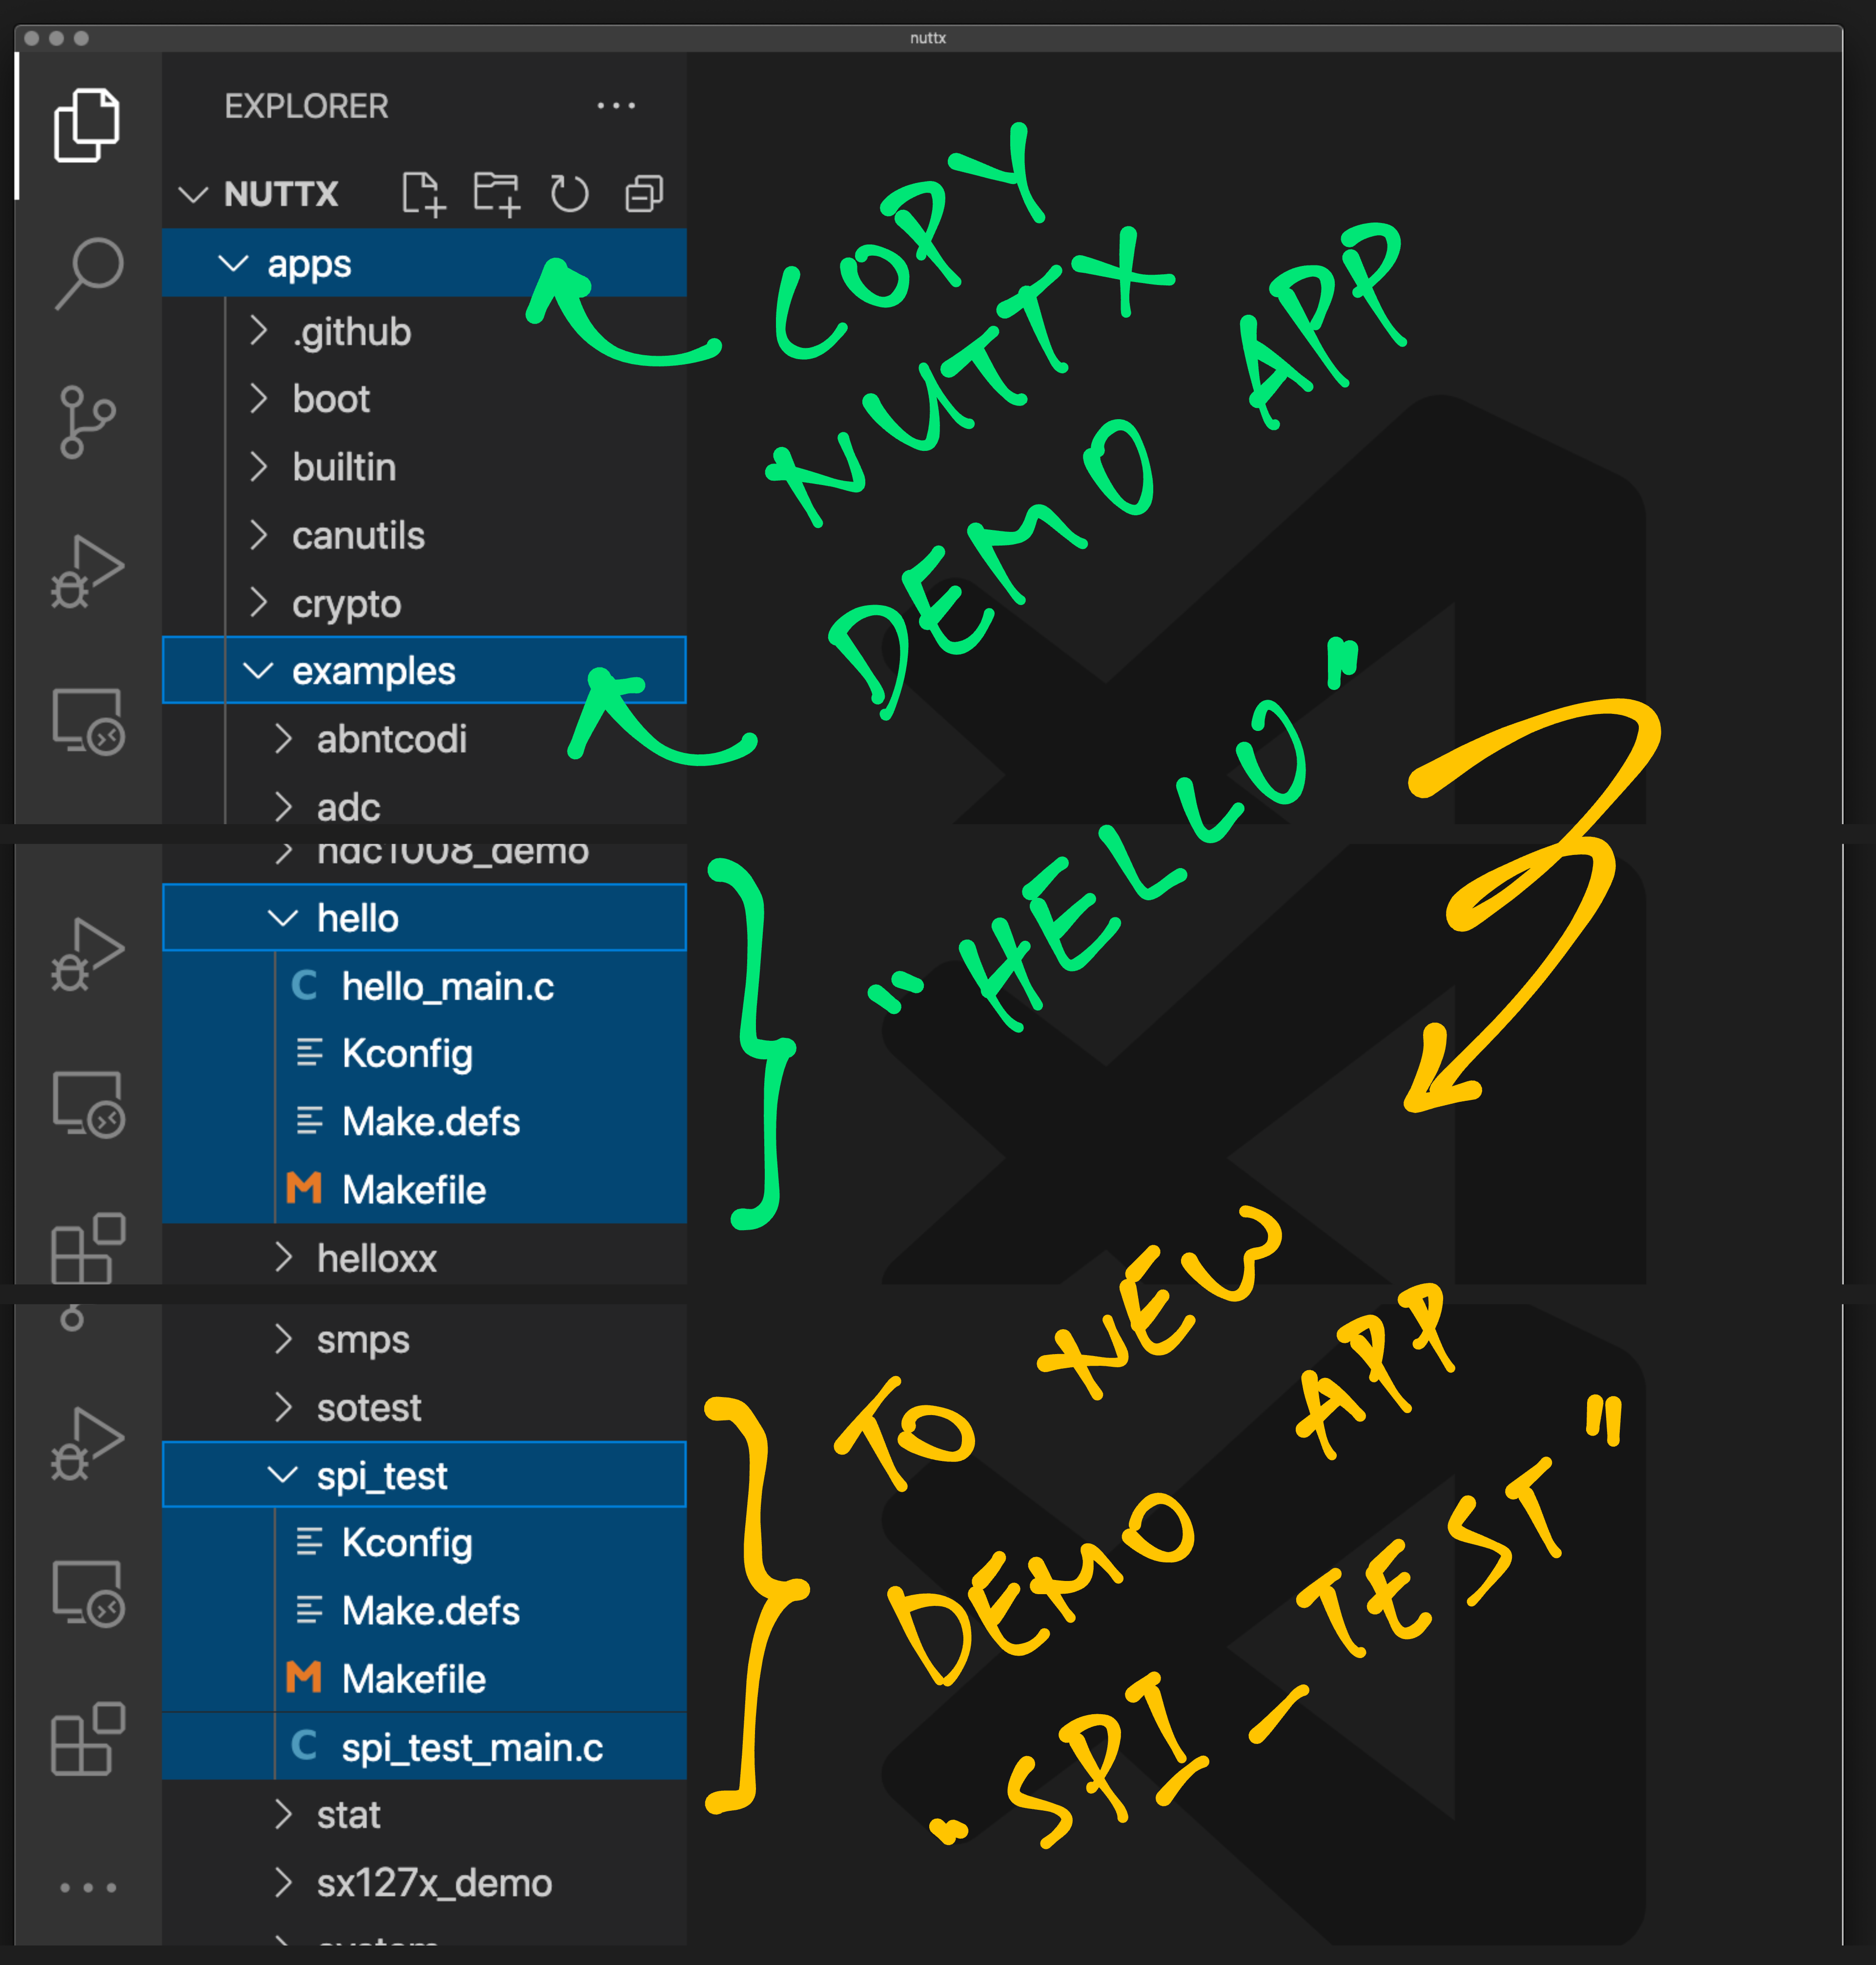 nuttx
EXPLORER
NUTTX
apps
.github
boot
builtin
canutils
crypto
examples
abntcodi
adc
COPY
NUTTX
DEMO APP
"HELLO"
hdc1008_demo
hello
C hello_main.c
Kconfig
Make.defs
M Makefile
helloxx
smps
sotest
spi_test
Kconfig
Make.defs
M Makefile
C spi_test_main.c
stat
sx127x_demo
TO NEW
DEMO APP
"SPI_TEST"